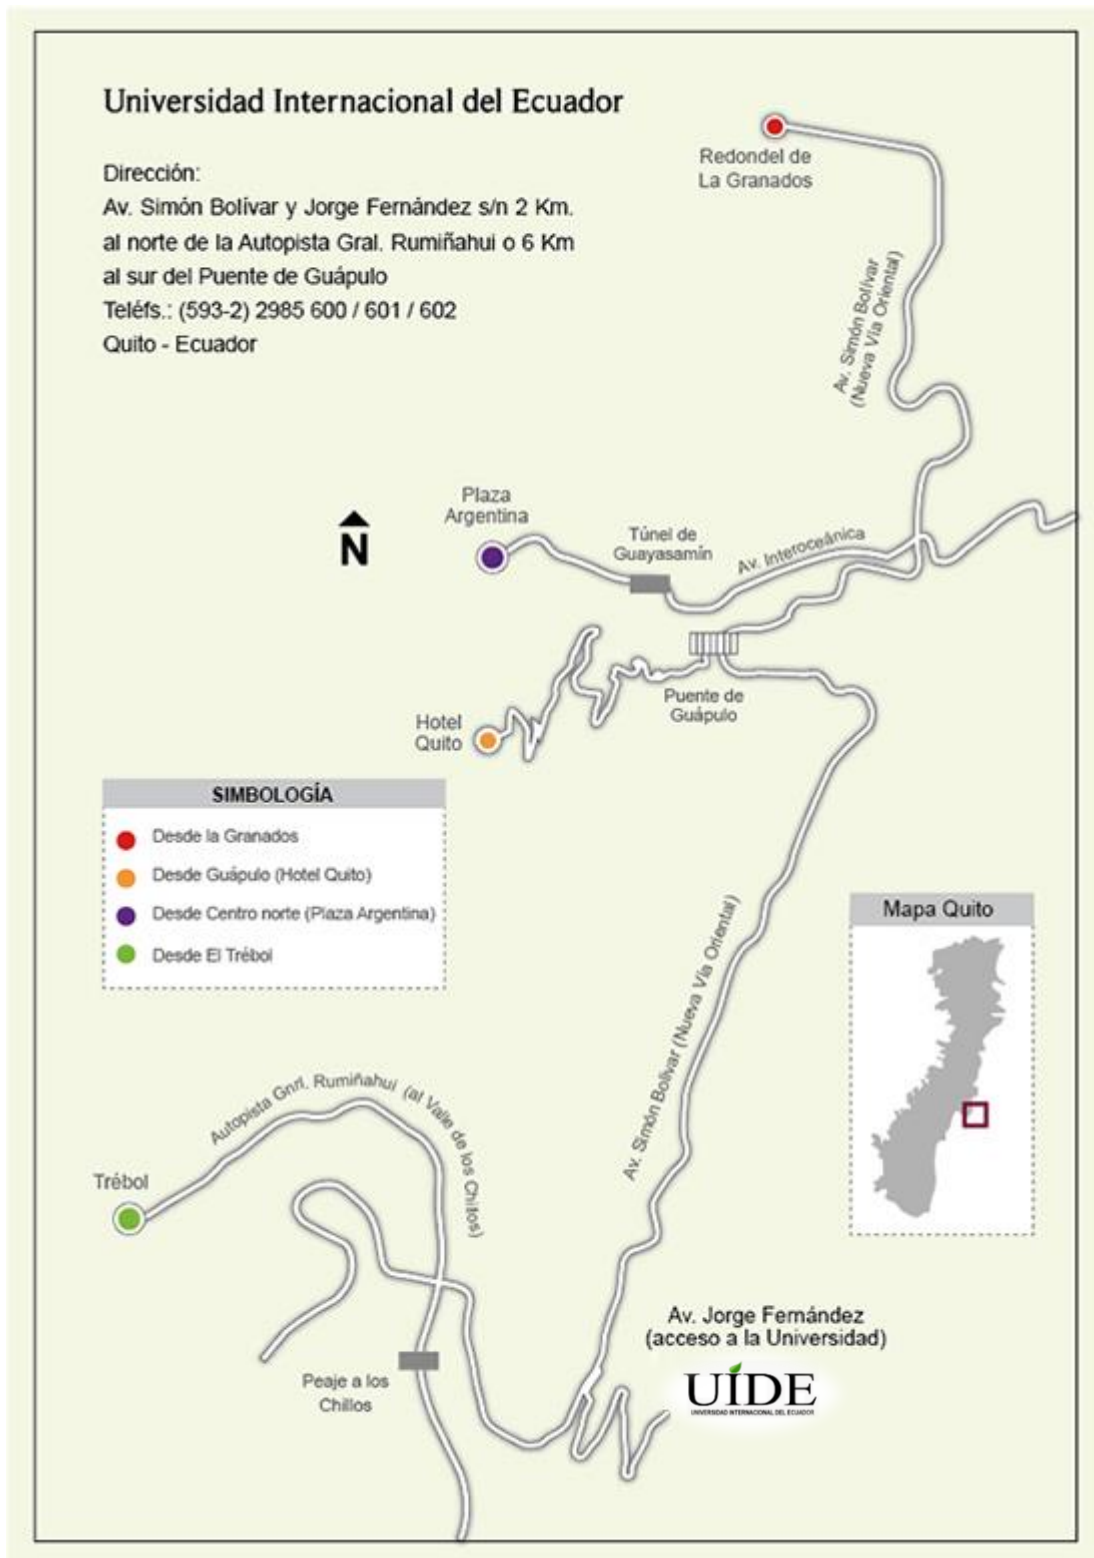 Universidad Internacional del Ecuador
Dirección:
Av. Simón Bolívar y Jorge Fernández s/n 2 Km.
al norte de la Autopista Gral. Rumiñahui o 6 Km
al sur del Puente de Guápulo
Teléfs.: (593-2) 2985 600 / 601 / 602
Quito - Ecuador
Redondel de
La Granados
Av. Simón Bolívar
(Nueva Vía Oriental)
Plaza
Argentina
N
Túnel de
Guayasamín
Av. Interoceánica
Puente de
Guápulo
Hotel
Quito
SIMBOLOGÍA
Desde la Granados
Desde Guápulo (Hotel Quito)
Desde Centro norte (Plaza Argentina)
Desde El Trébol
Mapa Quito
Av. Simón Bolívar (Nueva Vía Oriental)
Autopista Gnrl. Rumiñahui (al Valle de los Chillos)
Trébol
Peaje a los
Chillos
Av. Jorge Fernández
(acceso a la Universidad)
UIDE
UNIVERSIDAD INTERNACIONAL DEL ECUADOR